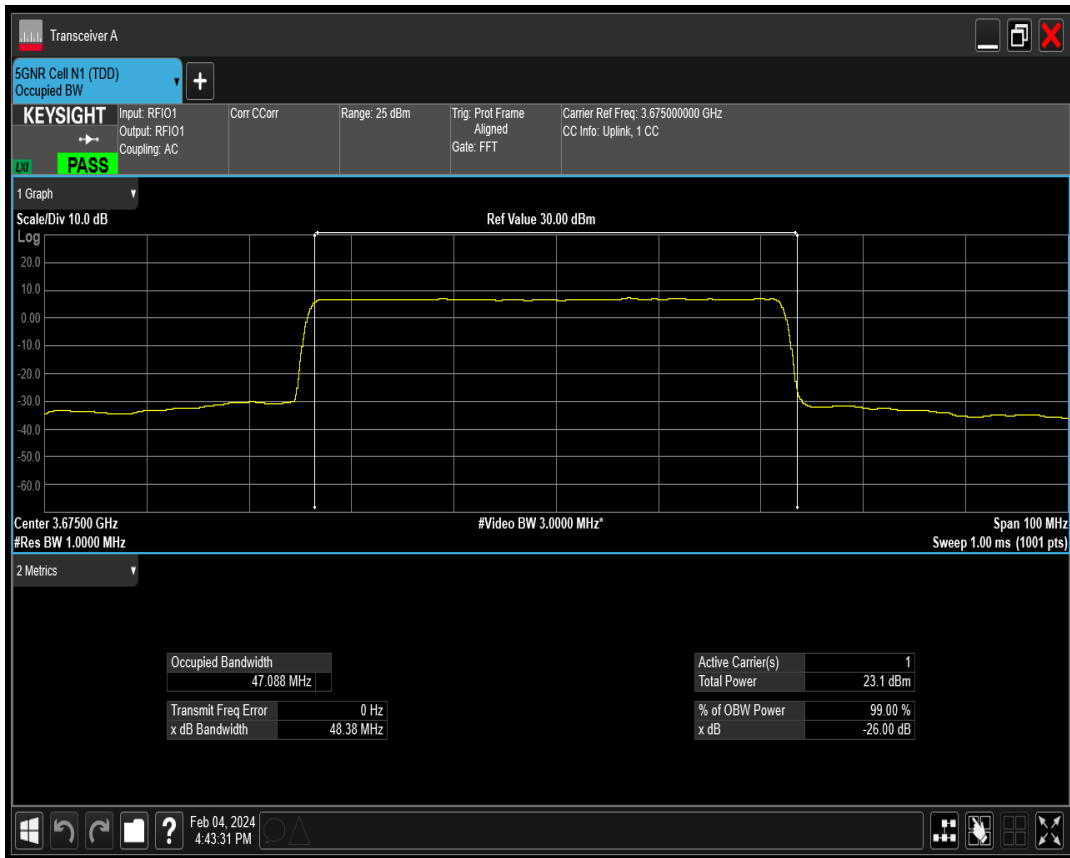 Transceiver A
5GNR Cell N1 (TDD)
Occupied BW
+
KEYSIGHT
LXI
PASS
Input: RFIO1
Output: RFIO1
Coupling: AC
Corr CCorr
Range: 25 dBm
Trig: Prot Frame
Aligned
Gate: FFT
Carrier Ref Freq: 3.675000000 GHz
CC Info: Uplink, 1 CC
1 Graph
Scale/Div 10.0 dB
Ref Value 30.00 dBm
Log
20.0
10.0
0.00
-10.0
-20.0
-30.0
-40.0
-50.0
-60.0
Center 3.67500 GHz
#Video BW 3.0000 MHz*
Span 100 MHz
#Res BW 1.0000 MHz
Sweep 1.00 ms (1001 pts)
2 Metrics
Occupied Bandwidth
47.088 MHz
Transmit Freq Error 0 Hz
x dB Bandwidth 48.38 MHz
Active Carrier(s) 1
Total Power 23.1 dBm
% of OBW Power 99.00 %
x dB -26.00 dB
?
Feb 04, 2024
4:43:31 PM